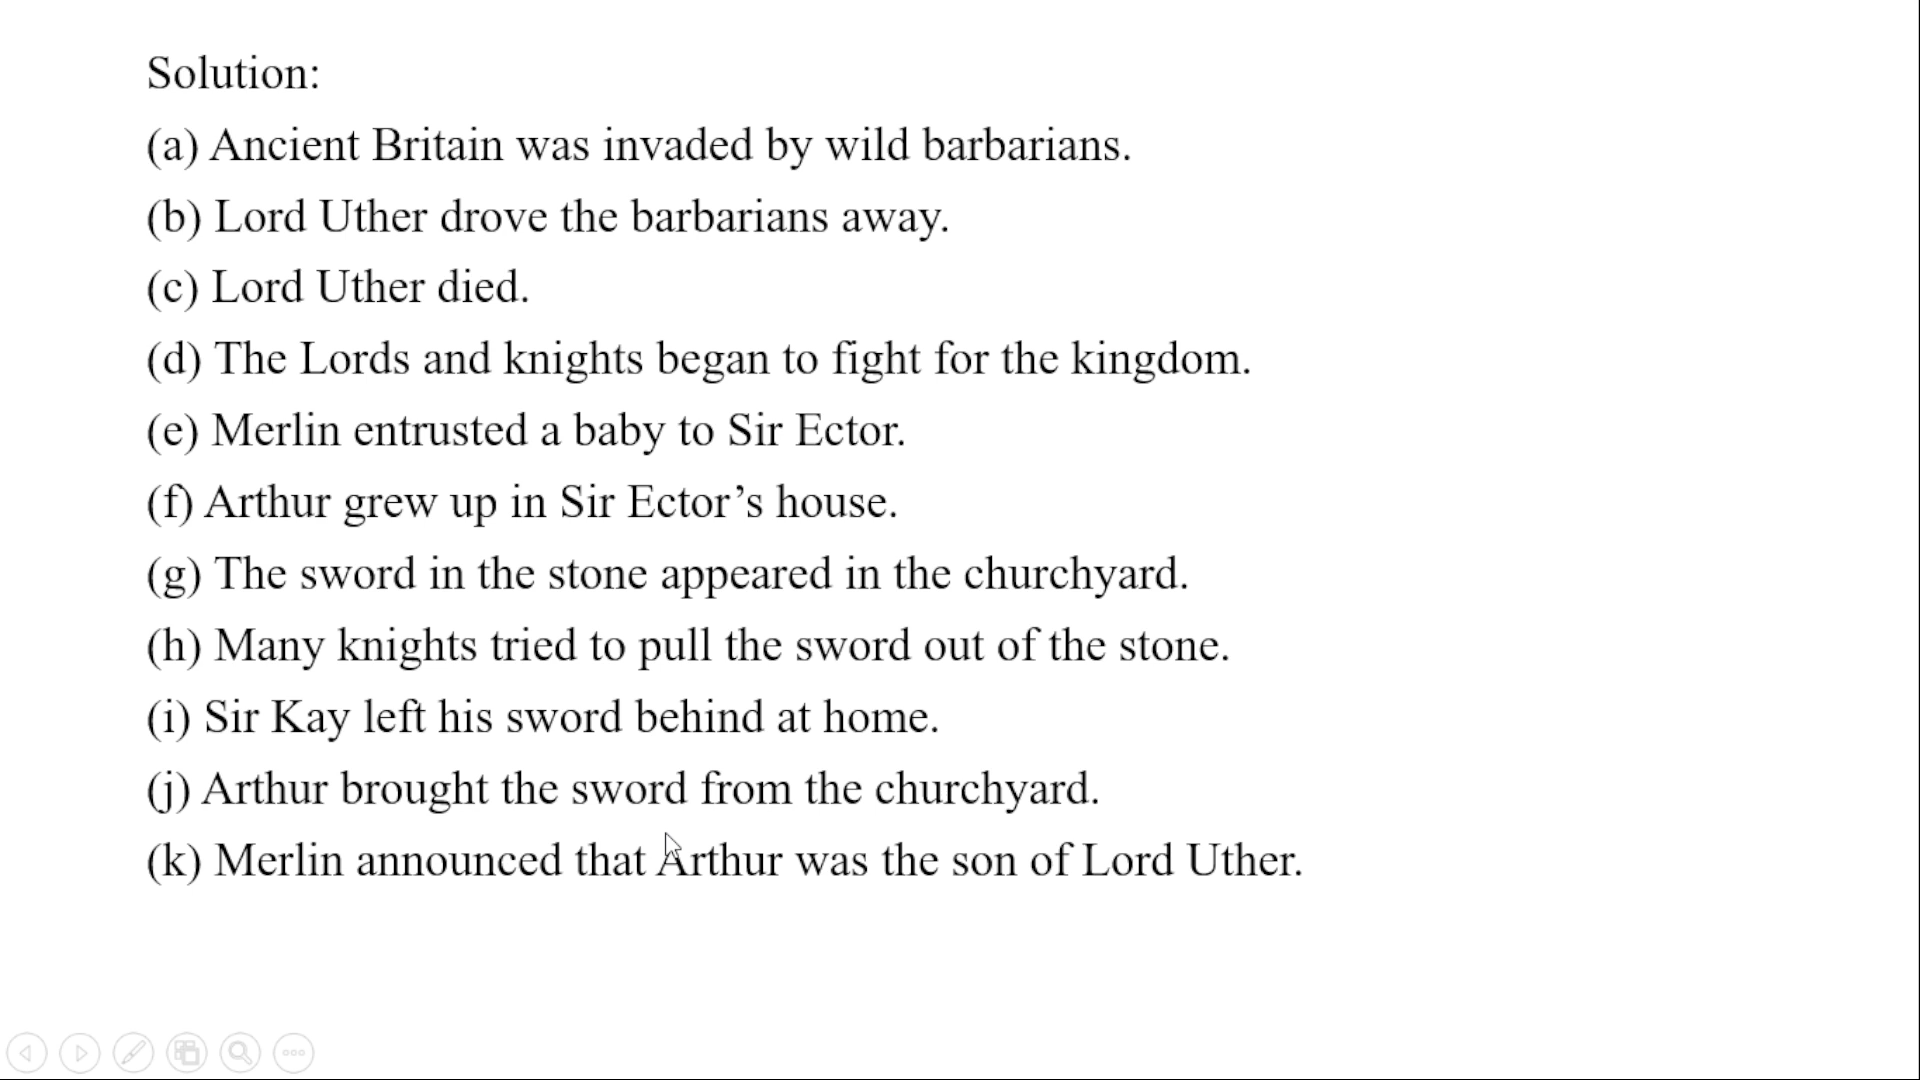 Solution:
(a) Ancient Britain was invaded by wild barbarians.
(b) Lord Uther drove the barbarians away.
(c) Lord Uther died.
(d) The Lords and knights began to fight for the kingdom.
(e) Merlin entrusted a baby to Sir Ector.
(f) Arthur grew up in Sir Ector’s house.
(g) The sword in the stone appeared in the churchyard.
(h) Many knights tried to pull the sword out of the stone.
(i) Sir Kay left his sword behind at home.
(j) Arthur brought the sword from the churchyard.
(k) Merlin announced that Arthur was the son of Lord Uther.